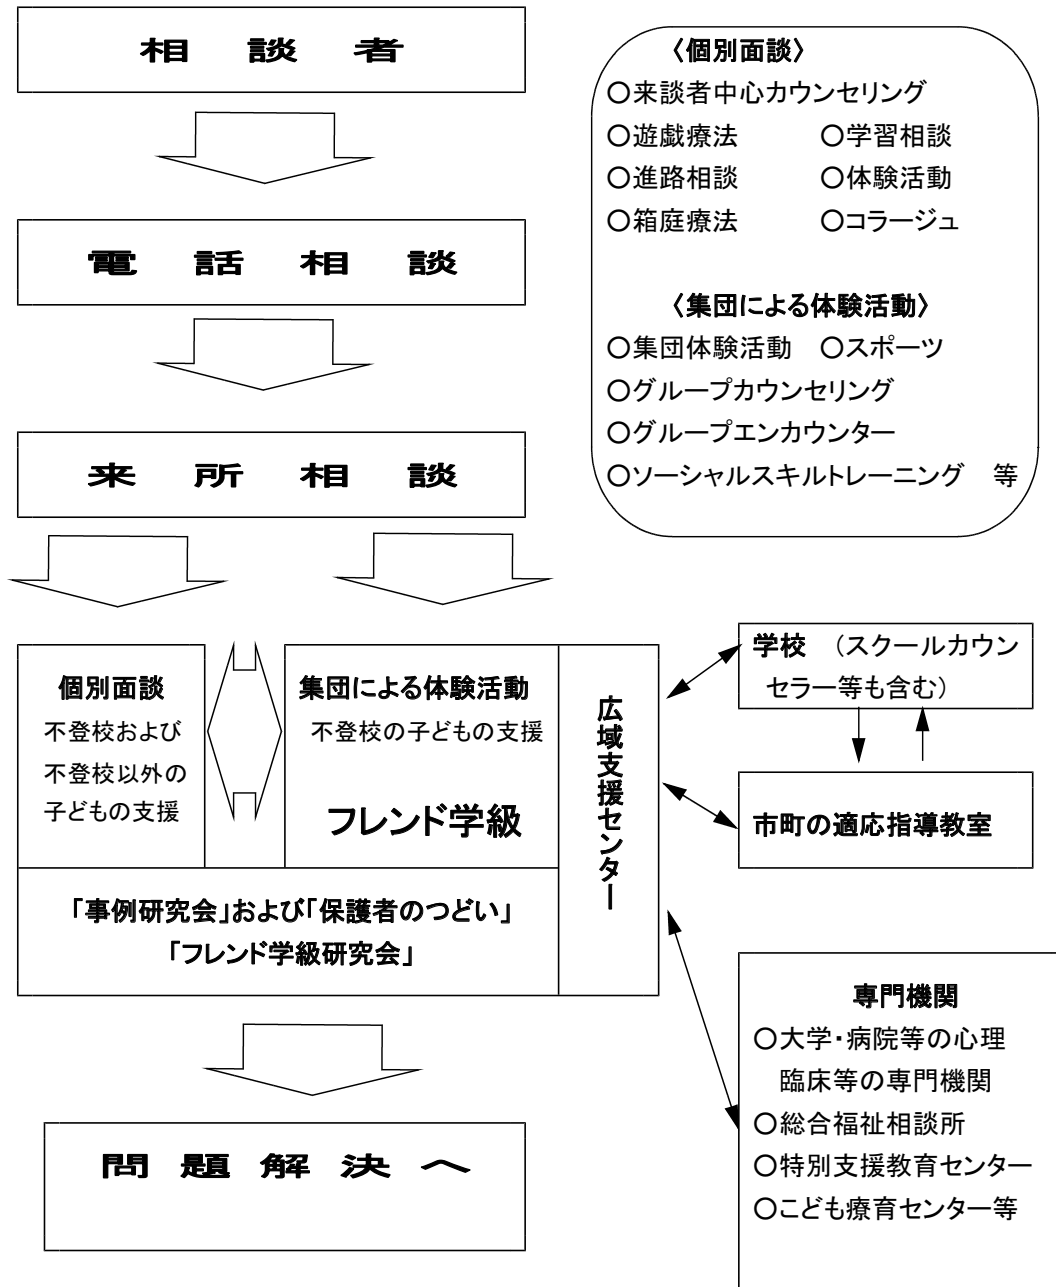 相談者
電話相談
来所相談
〈個別面談〉
○来談者中心カウンセリング
○遊戯療法　○学習相談
○進路相談　○体験活動
○箱庭療法　○コラージュ
〈集団による体験活動〉
○集団体験活動　○スポーツ
○グループカウンセリング
○グループエンカウンター
○ソーシャルスキルトレーニング　等
個別面談
不登校および
不登校以外の
子どもの支援
集団による体験活動
不登校の子どもの支援
フレンド学級
広域支援センター
「事例研究会」および「保護者のつどい」
「フレンド学級研究会」
問題解決へ
学校　（スクールカウン
セラー等も含む）
市町の適応指導教室
専門機関
○大学・病院等の心理
臨床等の専門機関
○総合福祉相談所
○特別支援教育センター
○こども療育センター等